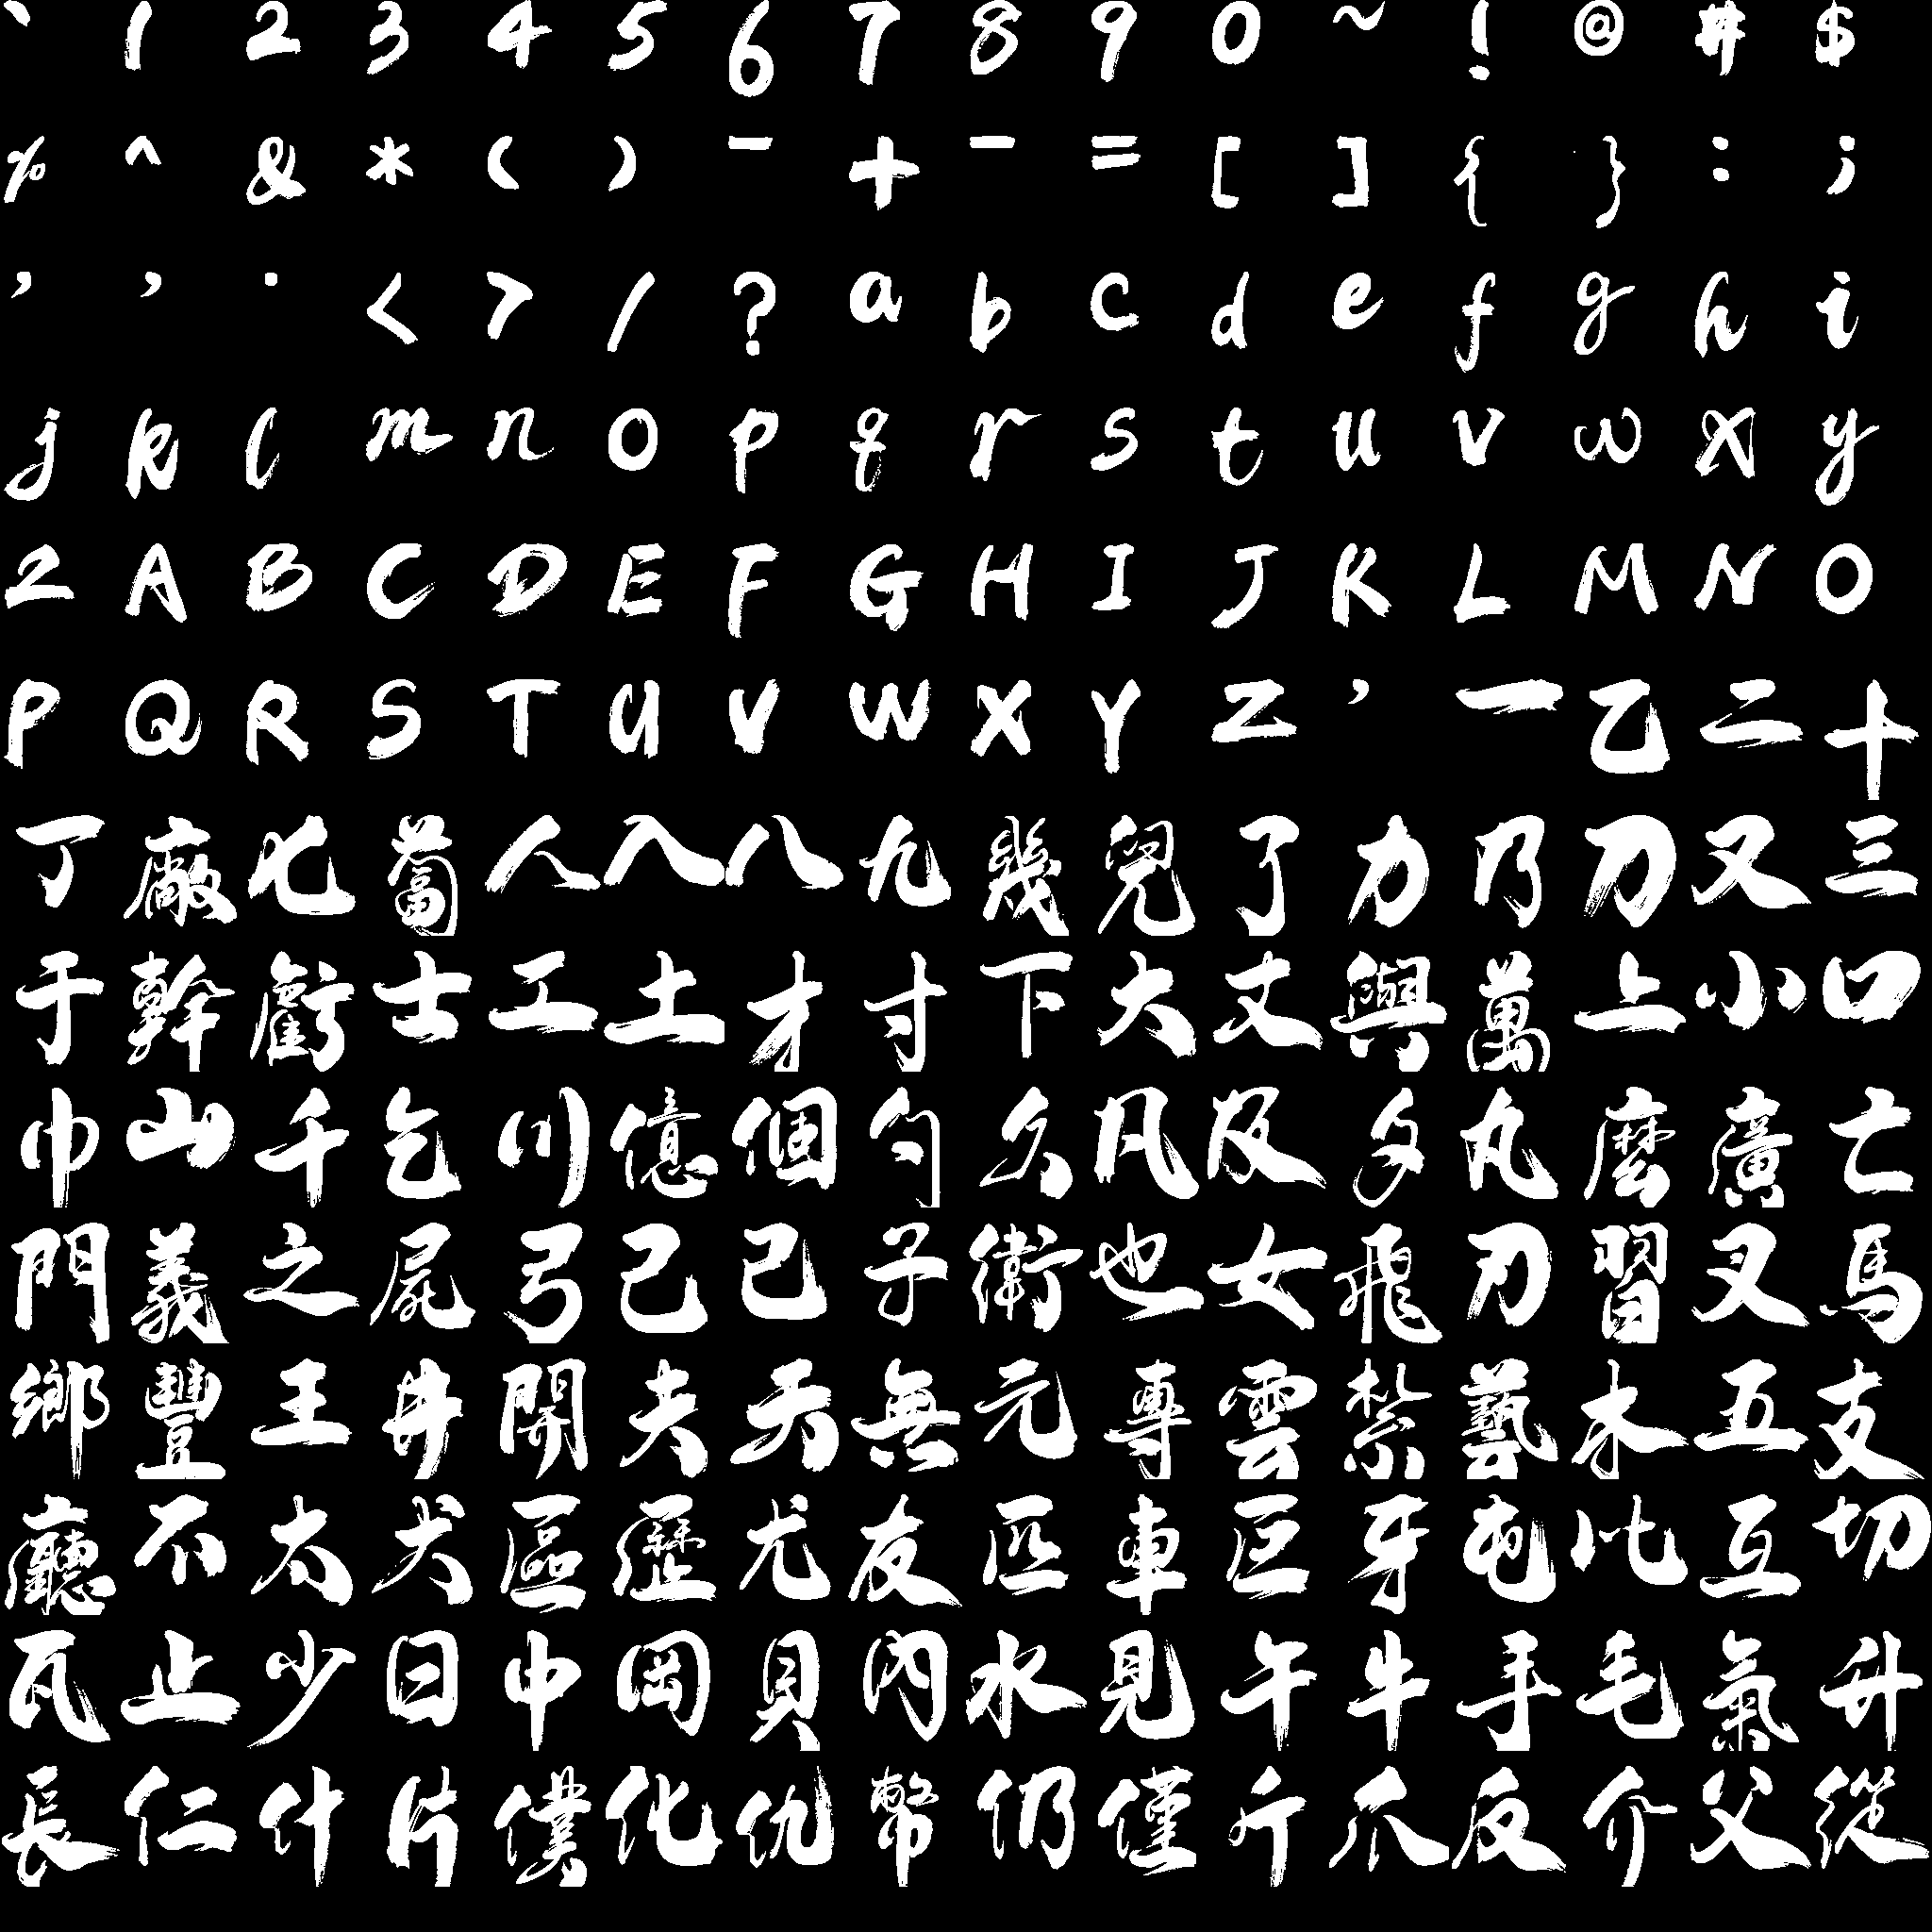 ` 1 2 3 4 5 6 7 8 9 0 ~ ! @ # $
% ^ & * ( ) - + - = [ ] { } : ;
, , . < > / ? a b c d e f g h i
j k l m n o p q r s t u v w x y
z A B C D E F G H I J K L M N O
P Q R S T U V W X Y Z , 一 乙 二 十
丁 廠 七 蔔 人 入 八 九 幾 兒 了 力 乃 刀 又 三
于 幹 虧 士 工 土 才 寸 下 大 丈 與 萬 上 小 口
巾 山 千 乞 川 億 個 勺 久 凡 及 夕 丸 麼 廣 亡
門 義 之 屍 弓 己 已 子 衛 也 女 飛 刃 習 叉 馬
鄉 豐 王 井 開 夫 天 無 元 專 雲 紮 藝 木 五 支
廳 不 太 犬 區 歷 尤 友 匹 車 巨 牙 屯 比 互 切
瓦 止 少 日 中 岡 貝 內 水 見 午 牛 手 毛 氣 升
長 仁 什 片 僕 化 仇 幣 仍 僅 斤 爪 反 介 父 從